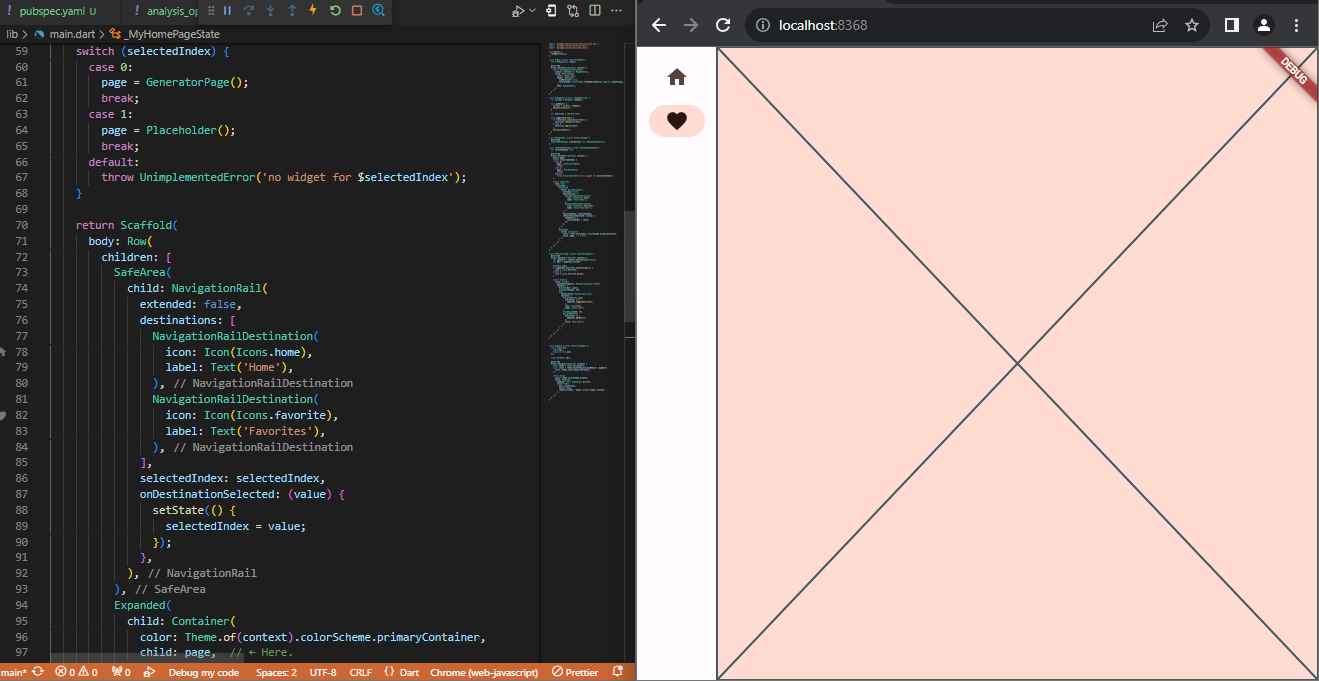 pubspec.yaml U
analysis_op
lib > main.dart > _MyHomePageState
59 switch (selectedIndex) {
60 case 0:
61 page = GeneratorPage();
62 break;
63 case 1:
64 page = Placeholder();
65 break;
66 default:
67 throw UnimplementedError('no widget for $selectedIndex');
68 }
69
70 return Scaffold(
71 body: Row(
72 children: [
73 SafeArea(
74 child: NavigationRail(
75 extended: false,
76 destinations: [
77 NavigationRailDestination(
78 icon: Icon(Icons.home),
79 label: Text('Home'),
80 ), // NavigationRailDestination
81 NavigationRailDestination(
82 icon: Icon(Icons.favorite),
83 label: Text('Favorites'),
84 ), // NavigationRailDestination
85 ],
86 selectedIndex: selectedIndex,
87 onDestinationSelected: (value) {
88 setState(() {
89 selectedIndex = value;
90 });
91 },
92 ), // NavigationRail
93 ), // SafeArea
94 Expanded(
95 child: Container(
96 color: Theme.of(context).colorScheme.primaryContainer,
97 child: page, // ← Here.
main* 0 0 0 Debug my code Spaces: 2 UTF-8 CRLF {} Dart Chrome (web-javascript) Prettier
localhost:8368
DEBUG